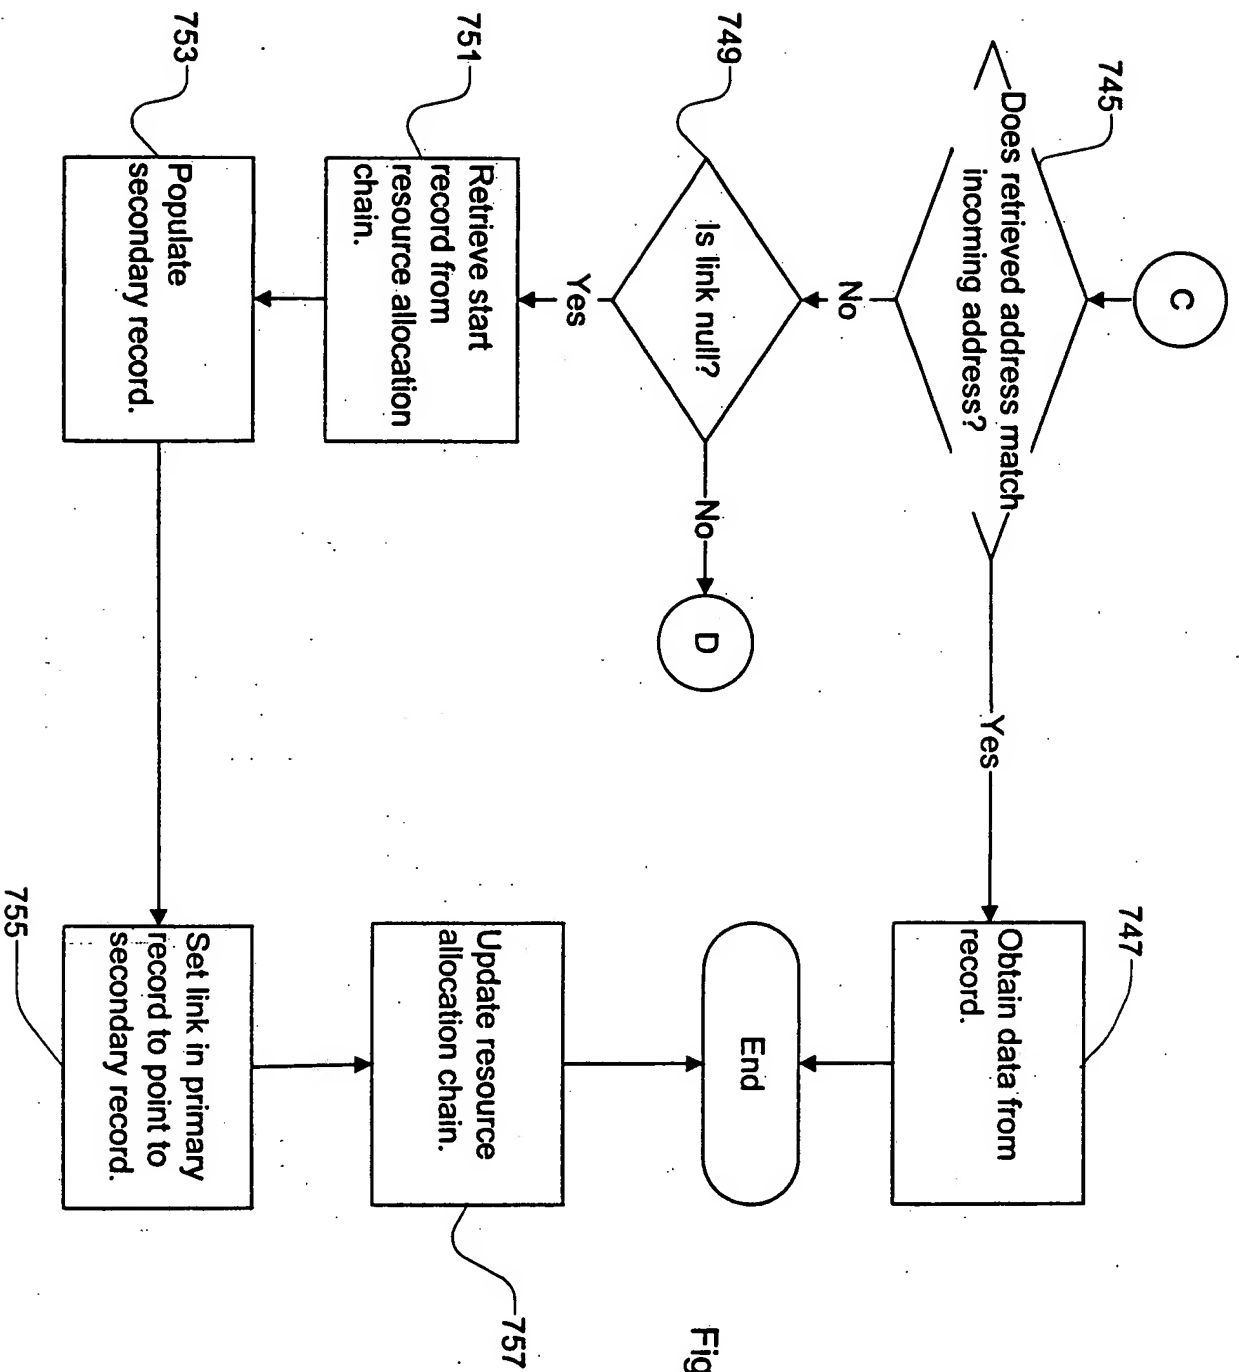 C
745
Does retrieved address match
incoming address?
Yes
747
Obtain data from
record.
No
749
Is link null?
No
D
End
Yes
751
Retrieve start
record from
resource allocation
chain.
Update resource
allocation chain.
757
753
Populate
secondary record.
Set link in primary
record to point to
secondary record.
755
Fig